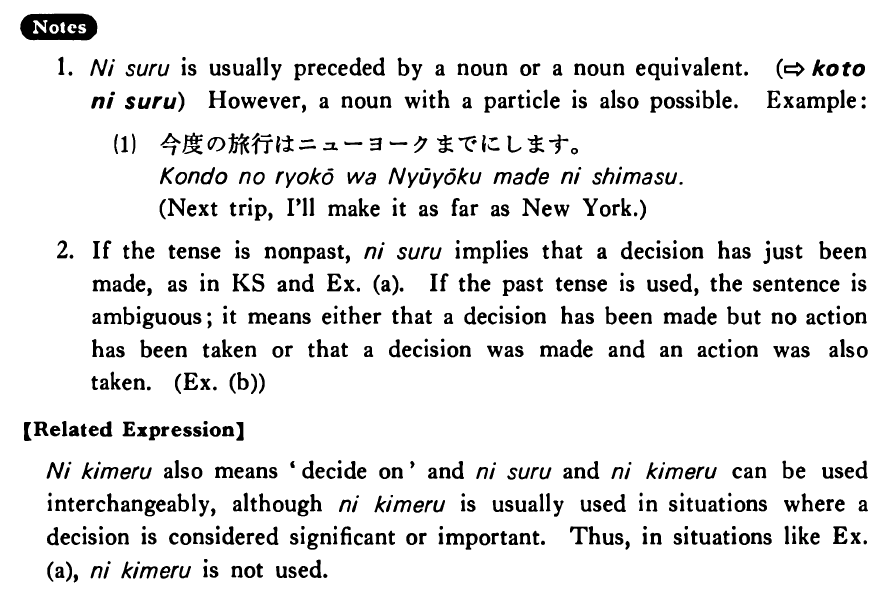 Notes
1. Ni suru is usually preceded by a noun or a noun equivalent. (⇨ koto
ni suru) However, a noun with a particle is also possible. Example:
(1) 今度の旅行はニューヨークまでにします。
Kondo no ryokō wa Nyūyōku made ni shimasu.
(Next trip, I'll make it as far as New York.)
2. If the tense is nonpast, ni suru implies that a decision has just been
made, as in KS and Ex. (a). If the past tense is used, the sentence is
ambiguous; it means either that a decision has been made but no action
has been taken or that a decision was made and an action was also
taken. (Ex. (b))
【Related Expression】
Ni kimeru also means ‘decide on’ and ni suru and ni kimeru can be used
interchangeably, although ni kimeru is usually used in situations where a
decision is considered significant or important. Thus, in situations like Ex.
(a), ni kimeru is not used.